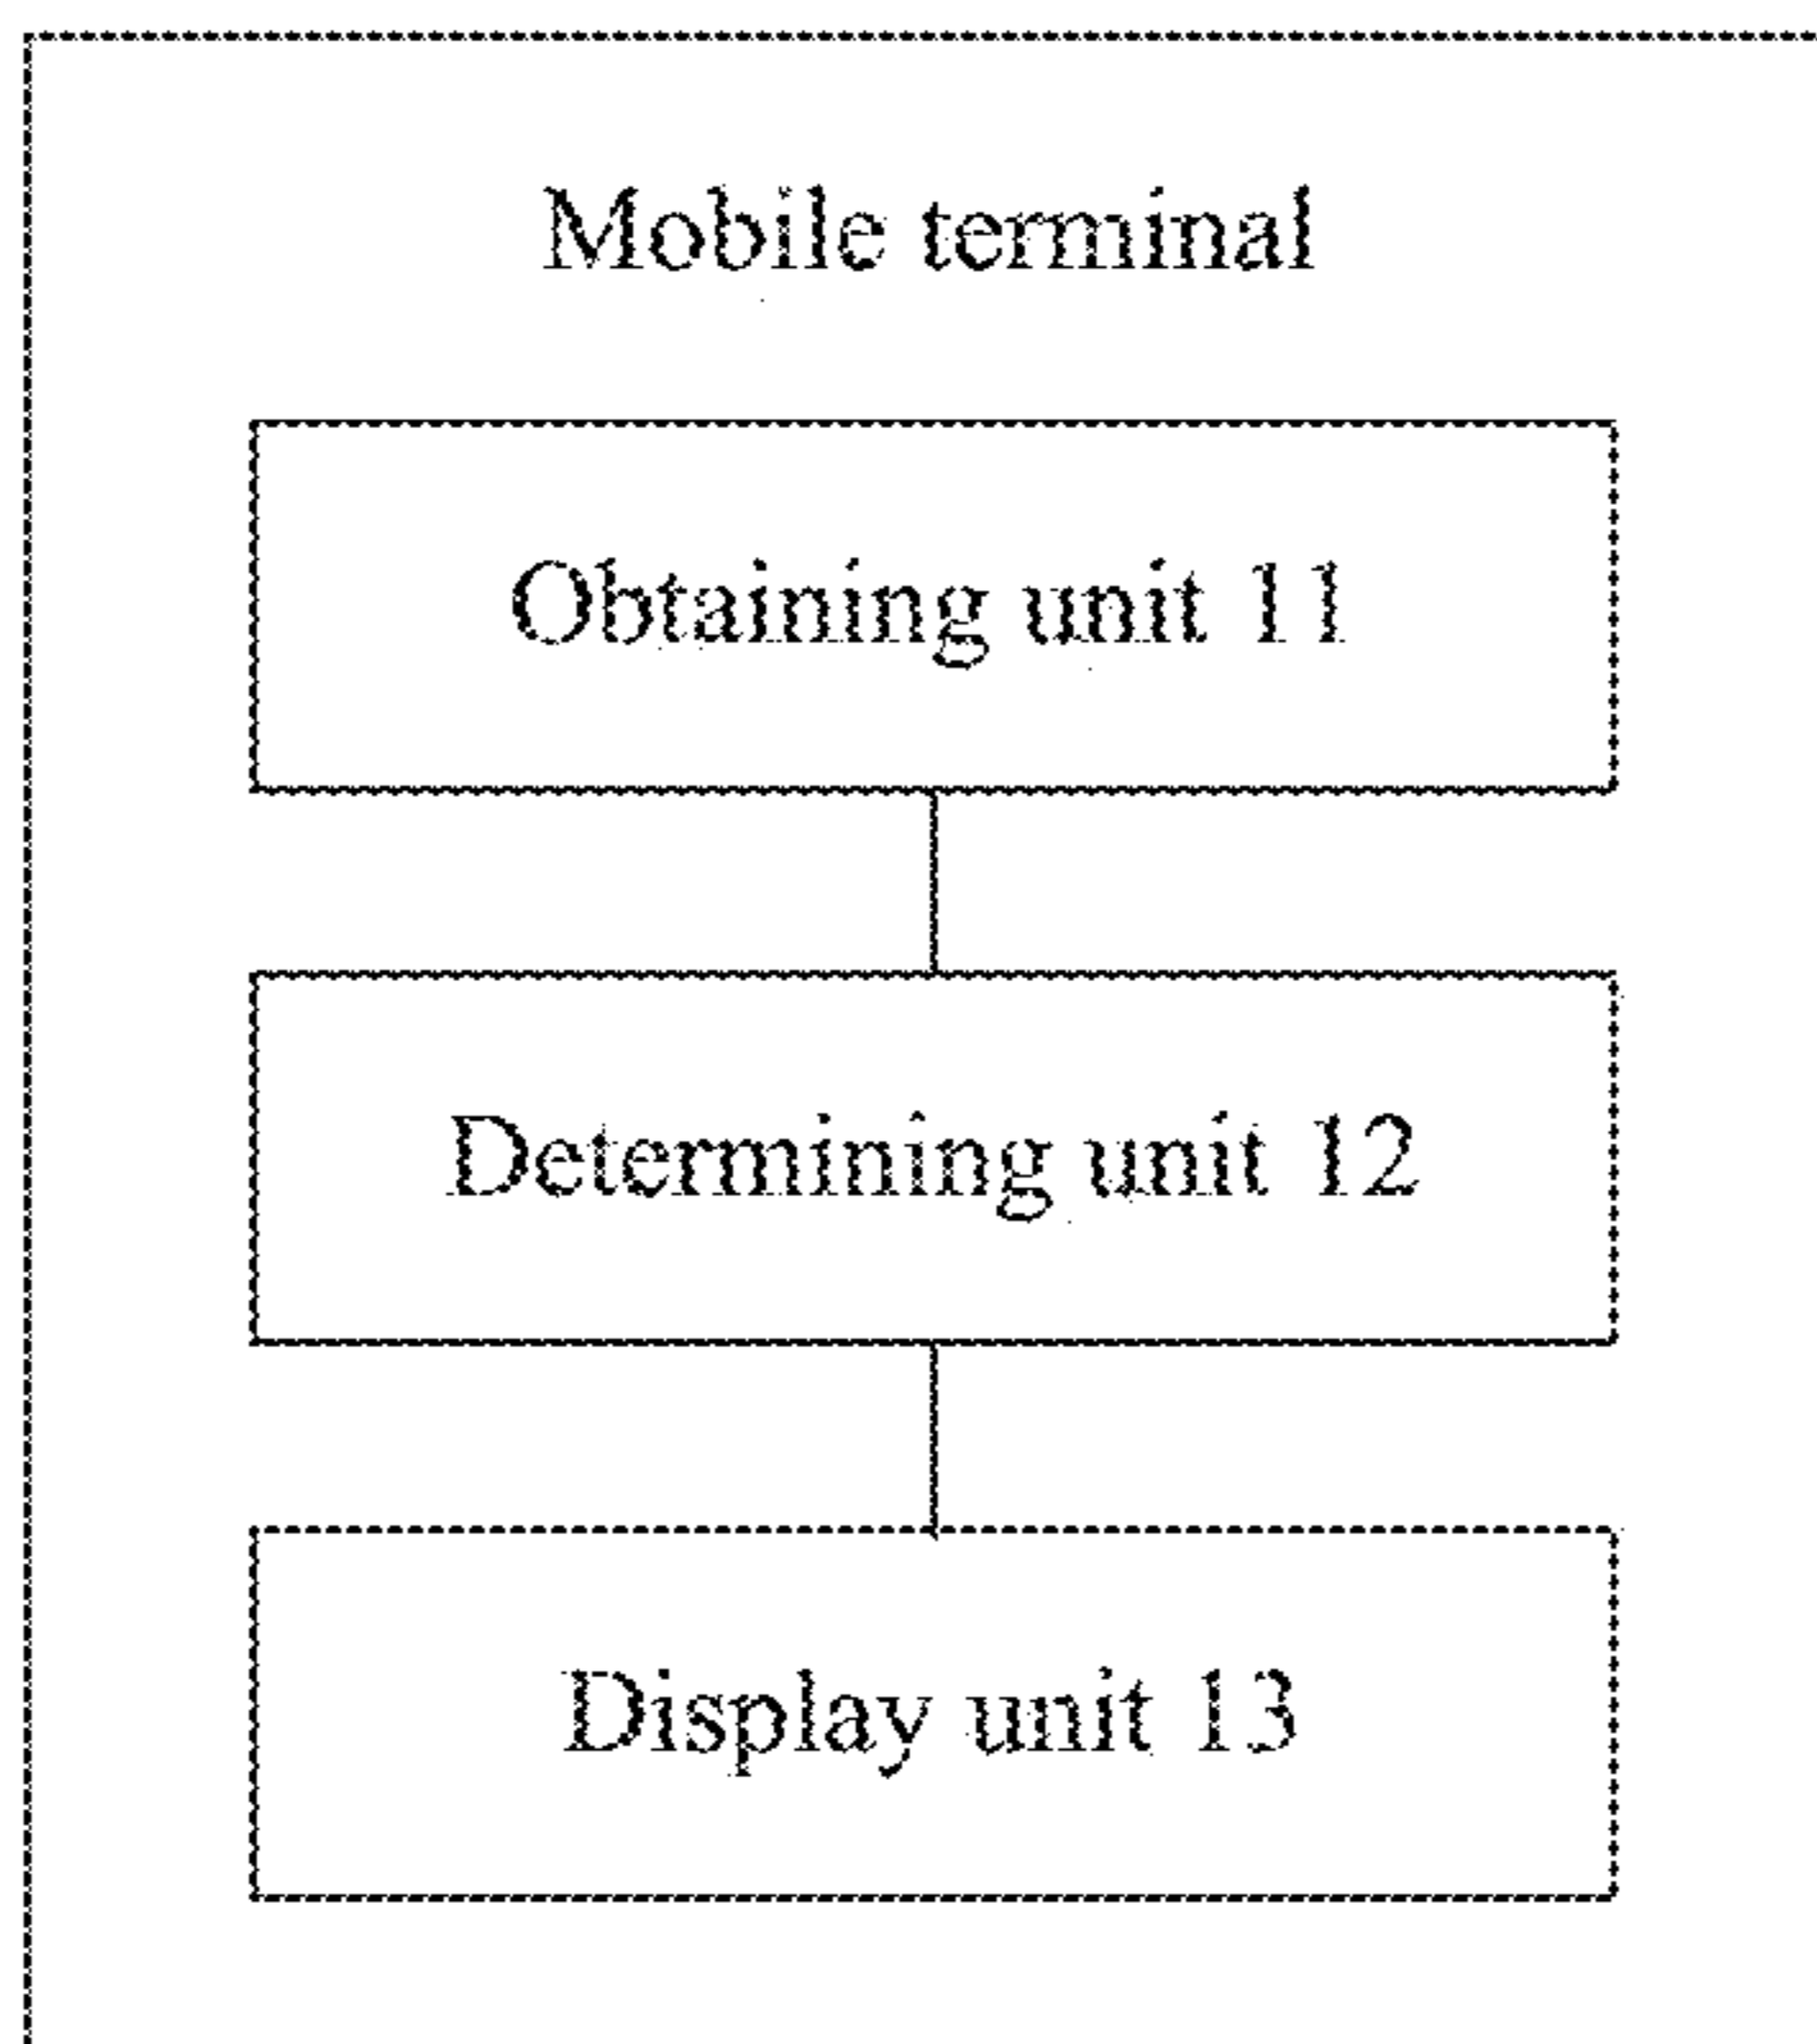 Mobile terminal
Obtaining unit 11
Determining unit 12
Display unit 13